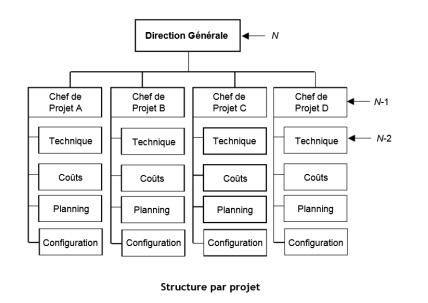 Direction Générale
N
Chef de
Projet A
Chef de
Projet B
Chef de
Projet C
Chef de
Projet D
N-1
Technique
Technique
Technique
Technique
N-2
Coûts
Coûts
Coûts
Coûts
Planning
Planning
Planning
Planning
Configuration
Configuration
Configuration
Configuration
Structure par projet